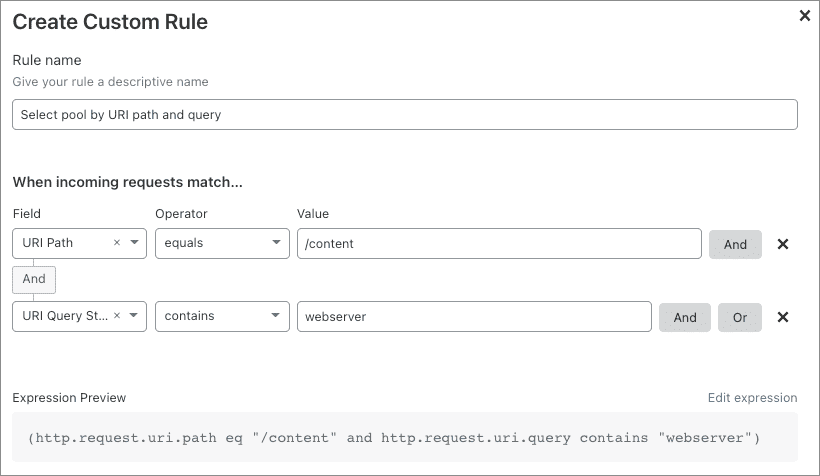 Create Custom Rule
Rule name
Give your rule a descriptive name
Select pool by URI path and query
When incoming requests match...
Field Operator Value
URI Path × equals /content And ×
And
URI Query St... × contains webserver And Or ×
Expression Preview Edit expression
(http.request.uri.path eq "/content" and http.request.uri.query contains "webserver")